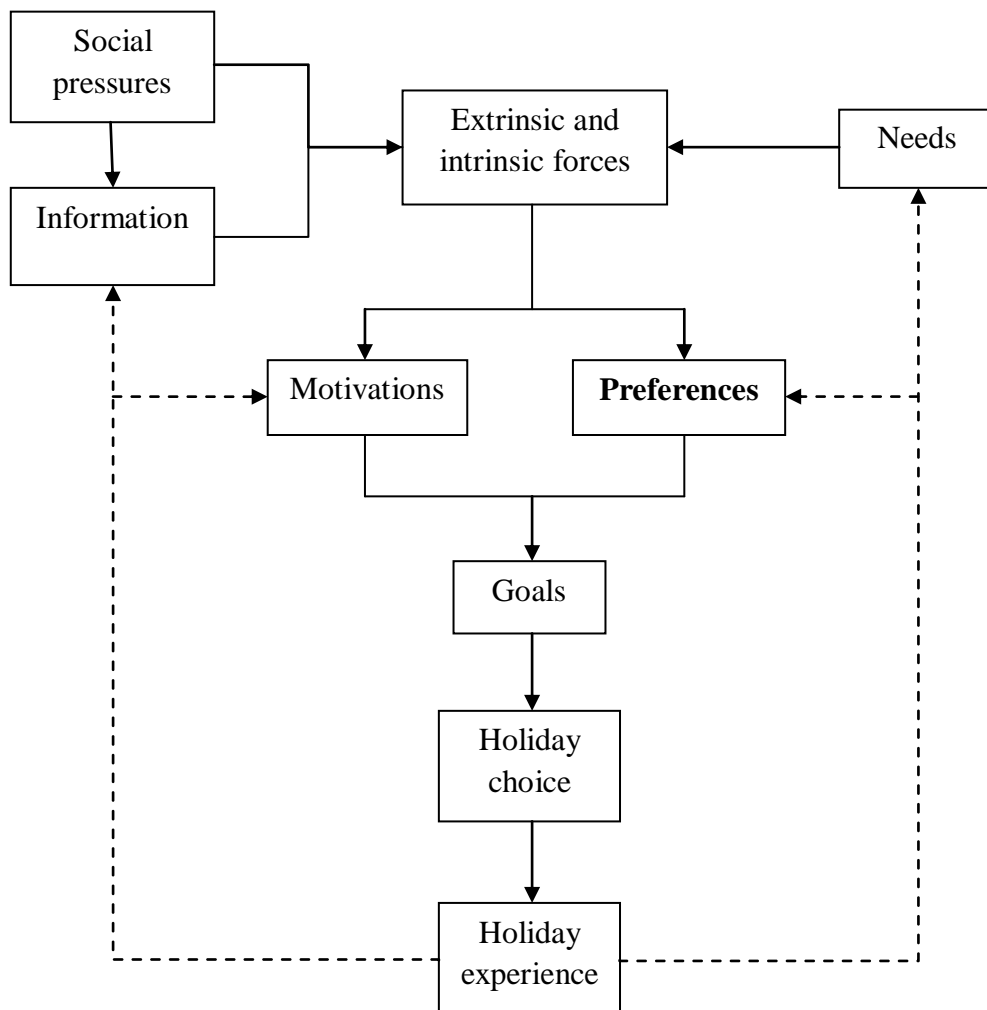 Social
pressures
Extrinsic and
intrinsic forces
Needs
Information
Motivations
Preferences
Goals
Holiday
choice
Holiday
experience